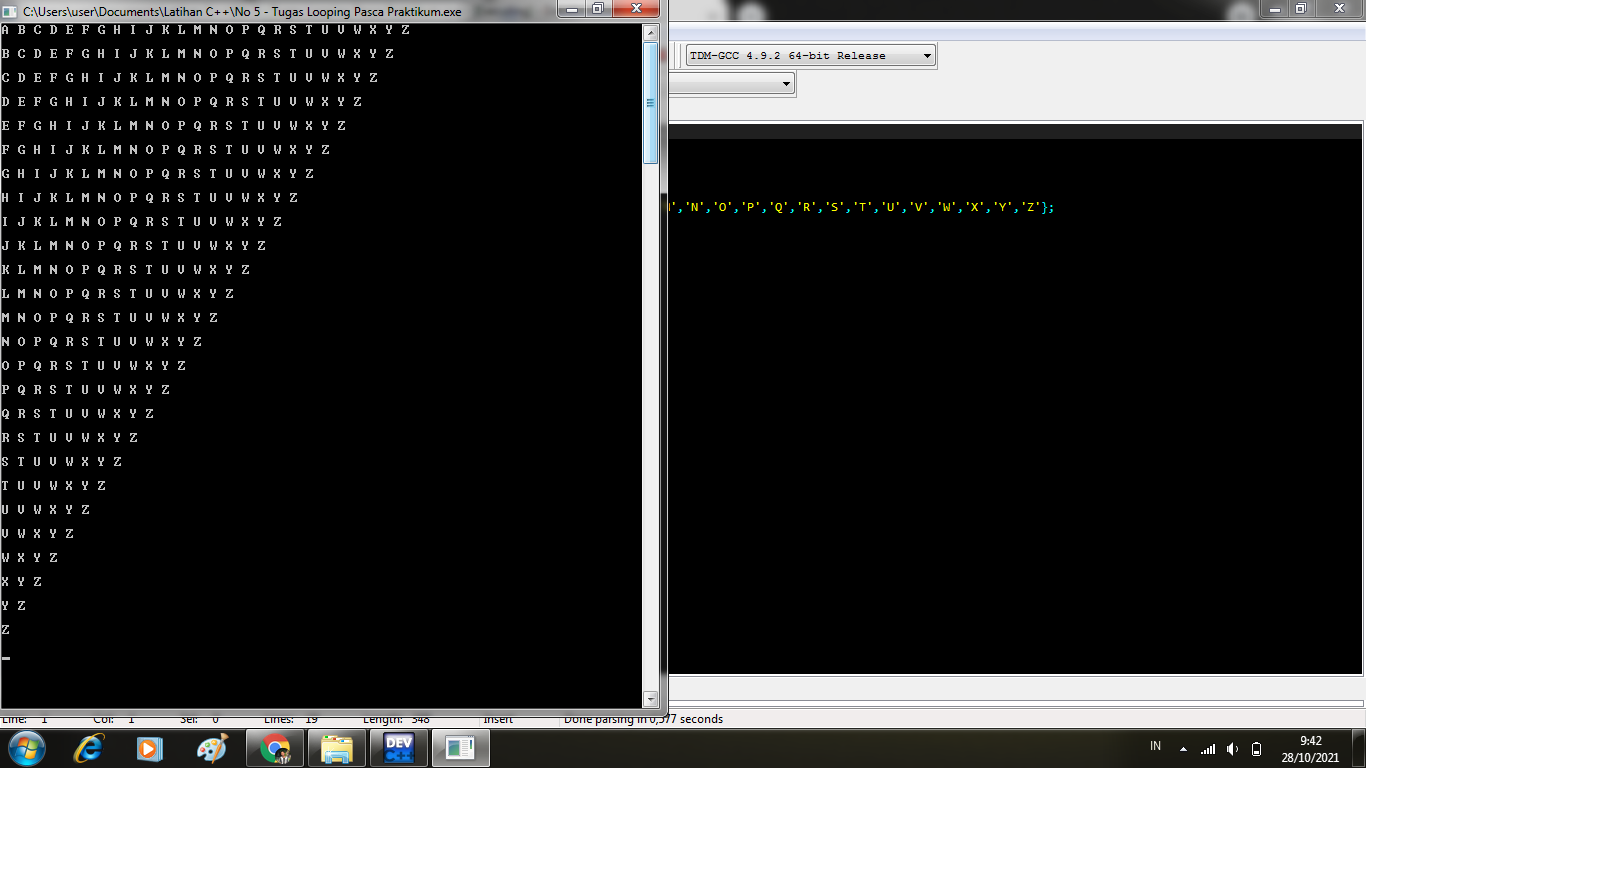 C:\Users\user\Documents\Latihan C++\No 5 - Tugas Looping Pasca Praktikum.exe
A B C D E F G H I J K L M N O P Q R S T U V W X Y Z
B C D E F G H I J K L M N O P Q R S T U V W X Y Z
C D E F G H I J K L M N O P Q R S T U V W X Y Z
D E F G H I J K L M N O P Q R S T U V W X Y Z
E F G H I J K L M N O P Q R S T U V W X Y Z
F G H I J K L M N O P Q R S T U V W X Y Z
G H I J K L M N O P Q R S T U V W X Y Z
H I J K L M N O P Q R S T U V W X Y Z
I J K L M N O P Q R S T U V W X Y Z
J K L M N O P Q R S T U V W X Y Z
K L M N O P Q R S T U V W X Y Z
L M N O P Q R S T U V W X Y Z
M N O P Q R S T U V W X Y Z
N O P Q R S T U V W X Y Z
O P Q R S T U V W X Y Z
P Q R S T U V W X Y Z
Q R S T U V W X Y Z
R S T U V W X Y Z
S T U V W X Y Z
T U V W X Y Z
U V W X Y Z
V W X Y Z
W X Y Z
X Y Z
Y Z
Z
TDM-GCC 4.9.2 64-bit Release
','N','O','P','Q','R','S','T','U','V','W','X','Y','Z'};
Line: 1 Col: 1 Sel: 0 Lines: 19 Length: 348 Insert Done parsing in 0,577 seconds
DEV C++
IN
9:42
28/10/2021